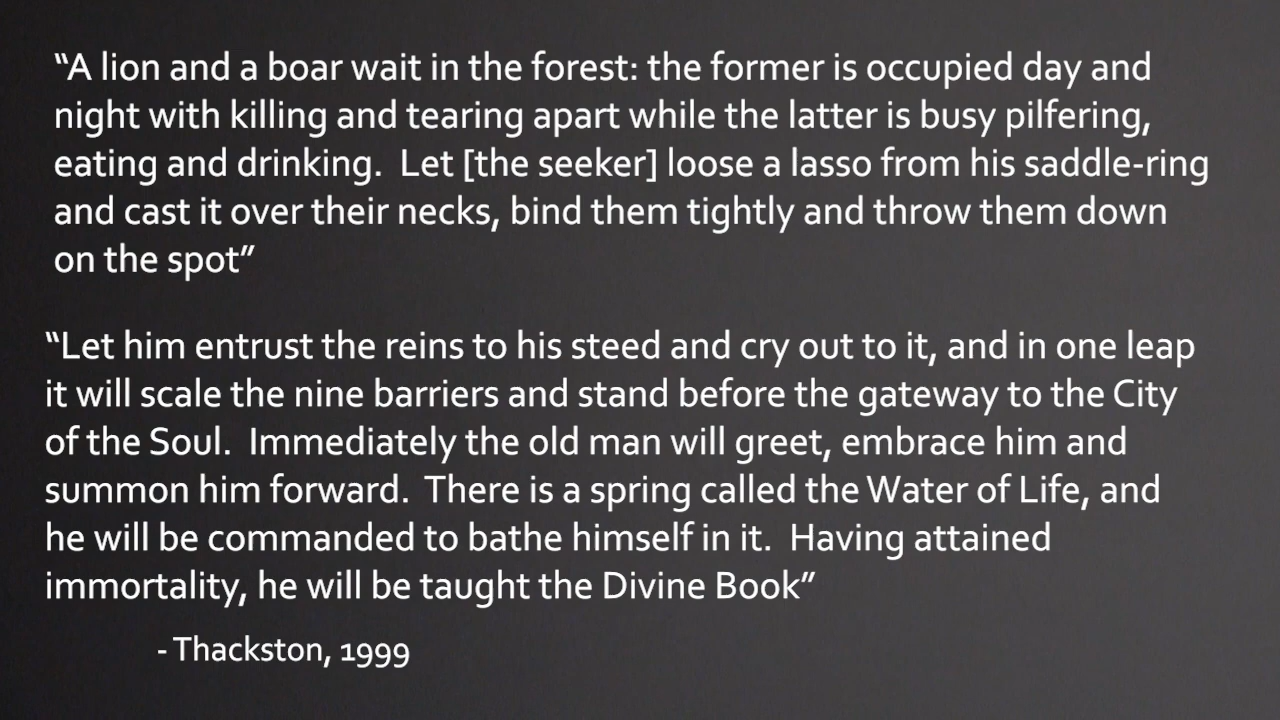 “A lion and a boar wait in the forest: the former is occupied day and
night with killing and tearing apart while the latter is busy pilfering,
eating and drinking.  Let [the seeker] loose a lasso from his saddle-ring
and cast it over their necks, bind them tightly and throw them down
on the spot”
“Let him entrust the reins to his steed and cry out to it, and in one leap
it will scale the nine barriers and stand before the gateway to the City
of the Soul.  Immediately the old man will greet, embrace him and
summon him forward.  There is a spring called the Water of Life, and
he will be commanded to bathe himself in it.  Having attained
immortality, he will be taught the Divine Book”
- Thackston, 1999